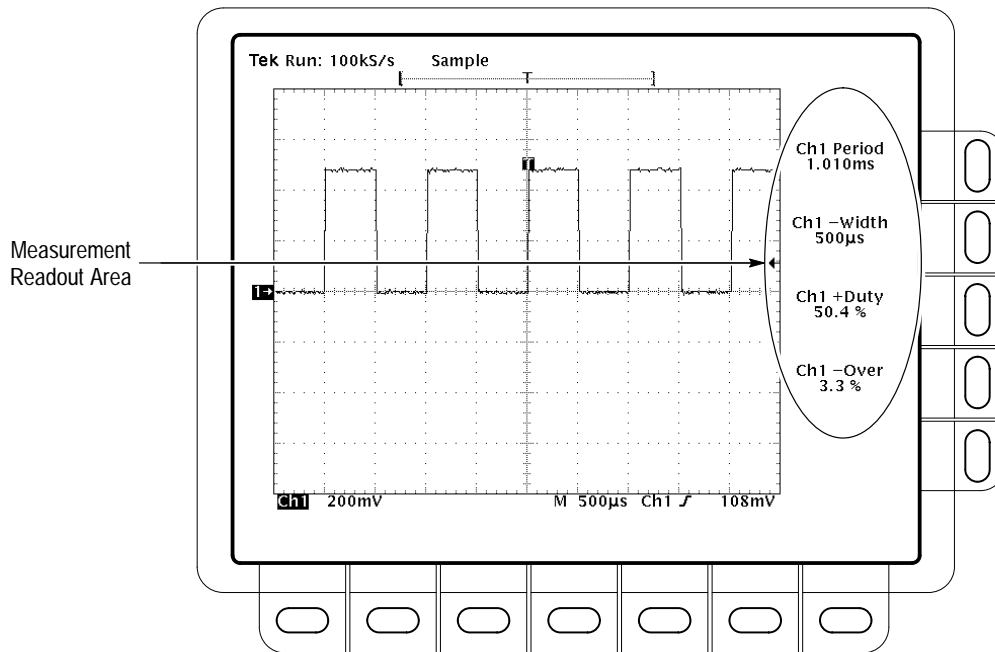 Tek Run: 100kS/s Sample
T
T
Ch1 Period
1.010ms
Ch1 –Width
500µs
Measurement
Readout Area
1→
Ch1 +Duty
50.4 %
Ch1 –Over
3.3 %
Ch1 200mV M 500µs Ch1 108mV